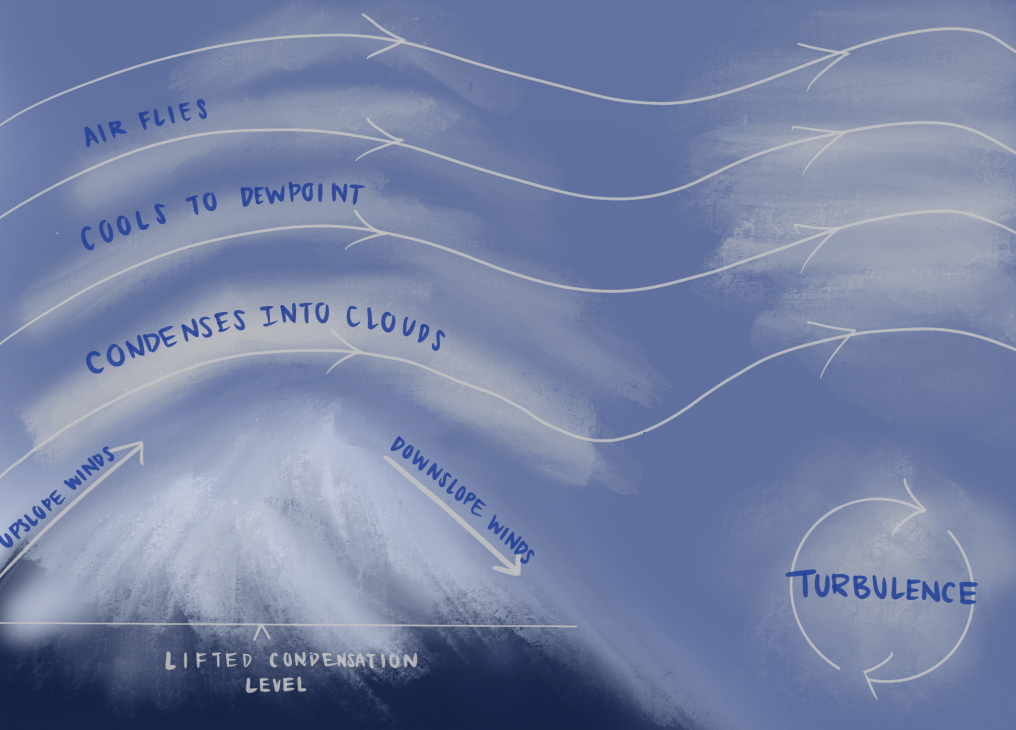 AIR FLIES
COOLS TO DEWPOINT
CONDENSES INTO CLOUDS
UPSLOPE WINDS
DOWNSLOPE WINDS
TURBULENCE
LIFTED CONDENSATION
LEVEL